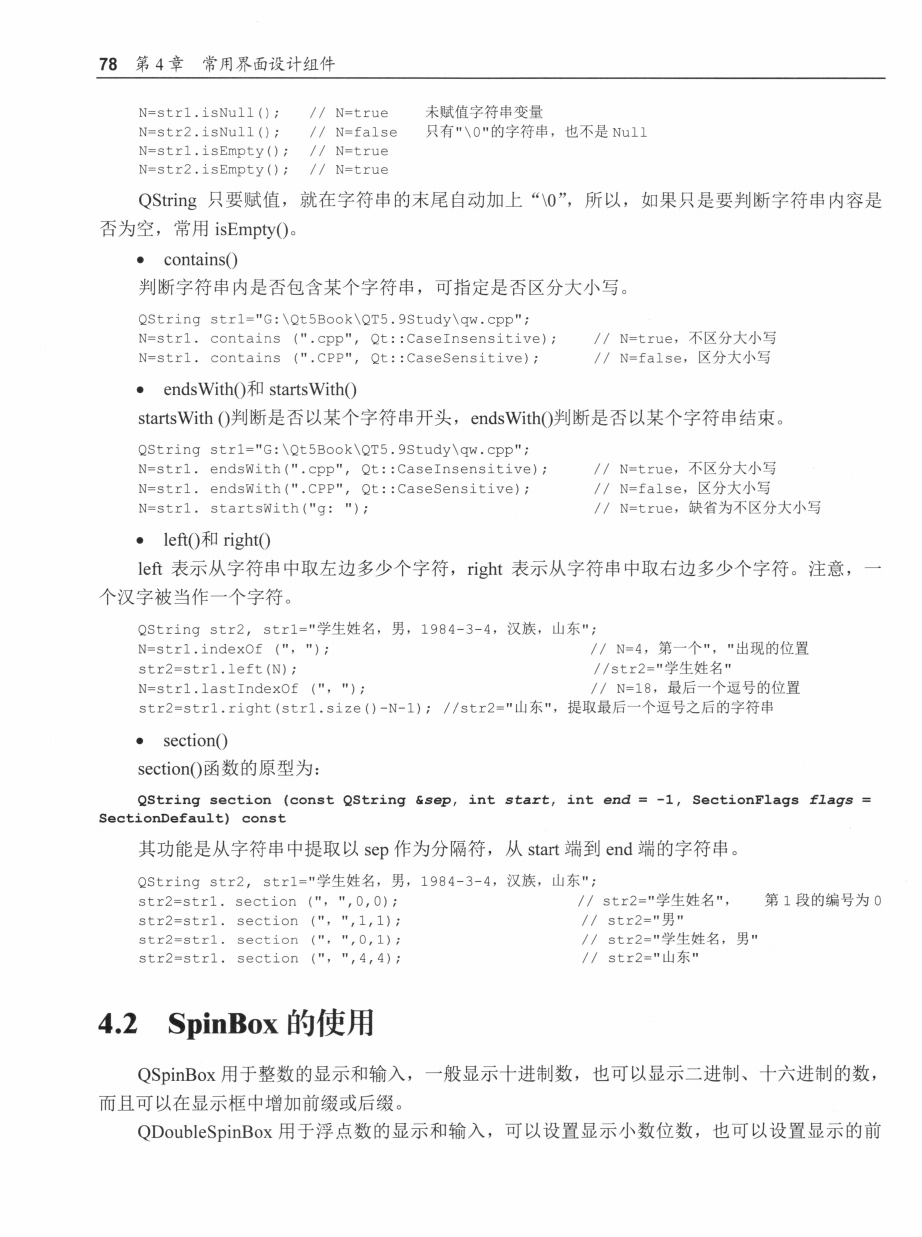 78 第 4 章 常用界面设计组件
N=str1.isNull(); // N=true 未赋值字符串变量
N=str2.isNull(); // N=false 只有"\0"的字符串，也不是 Null
N=str1.isEmpty(); // N=true
N=str2.isEmpty(); // N=true
QString 只要赋值，就在字符串的末尾自动加上“\0”，所以，如果只是要判断字符串内容是
否为空，常用 isEmpty()。
• contains()
判断字符串内是否包含某个字符串，可指定是否区分大小写。
QString str1="G:\Qt5Book\QT5.9Study\qw.cpp";
N=str1. contains (".cpp", Qt::CaseInsensitive); // N=true，不区分大小写
N=str1. contains (".CPP", Qt::CaseSensitive); // N=false，区分大小写
• endsWith()和 startsWith()
startsWith ()判断是否以某个字符串开头，endsWith()判断是否以某个字符串结束。
QString str1="G:\Qt5Book\QT5.9Study\qw.cpp";
N=str1. endsWith(".cpp", Qt::CaseInsensitive); // N=true，不区分大小写
N=str1. endsWith(".CPP", Qt::CaseSensitive); // N=false，区分大小写
N=str1. startsWith("g: "); // N=true，缺省为不区分大小写
• left()和 right()
left 表示从字符串中取左边多少个字符，right 表示从字符串中取右边多少个字符。注意，一
个汉字被当作一个字符。
QString str2, str1="学生姓名，男，1984-3-4，汉族，山东";
N=str1.indexOf ("，"); // N=4，第一个"，"出现的位置
str2=str1.left(N); //str2="学生姓名"
N=str1.lastIndexOf ("，"); // N=18，最后一个逗号的位置
str2=str1.right(str1.size()-N-1); //str2="山东"，提取最后一个逗号之后的字符串
• section()
section()函数的原型为：
QString section (const QString &sep, int start, int end = -1, SectionFlags flags =
SectionDefault) const
其功能是从字符串中提取以 sep 作为分隔符，从 start 端到 end 端的字符串。
QString str2, str1="学生姓名，男，1984-3-4，汉族，山东";
str2=str1. section ("，",0,0); // str2="学生姓名"， 第 1 段的编号为 0
str2=str1. section ("，",1,1); // str2="男"
str2=str1. section ("，",0,1); // str2="学生姓名，男"
str2=str1. section ("，",4,4); // str2="山东"
4.2 SpinBox 的使用
QSpinBox 用于整数的显示和输入，一般显示十进制数，也可以显示二进制、十六进制的数，
而且可以在显示框中增加前缀或后缀。
QDoubleSpinBox 用于浮点数的显示和输入，可以设置显示小数位数，也可以设置显示的前